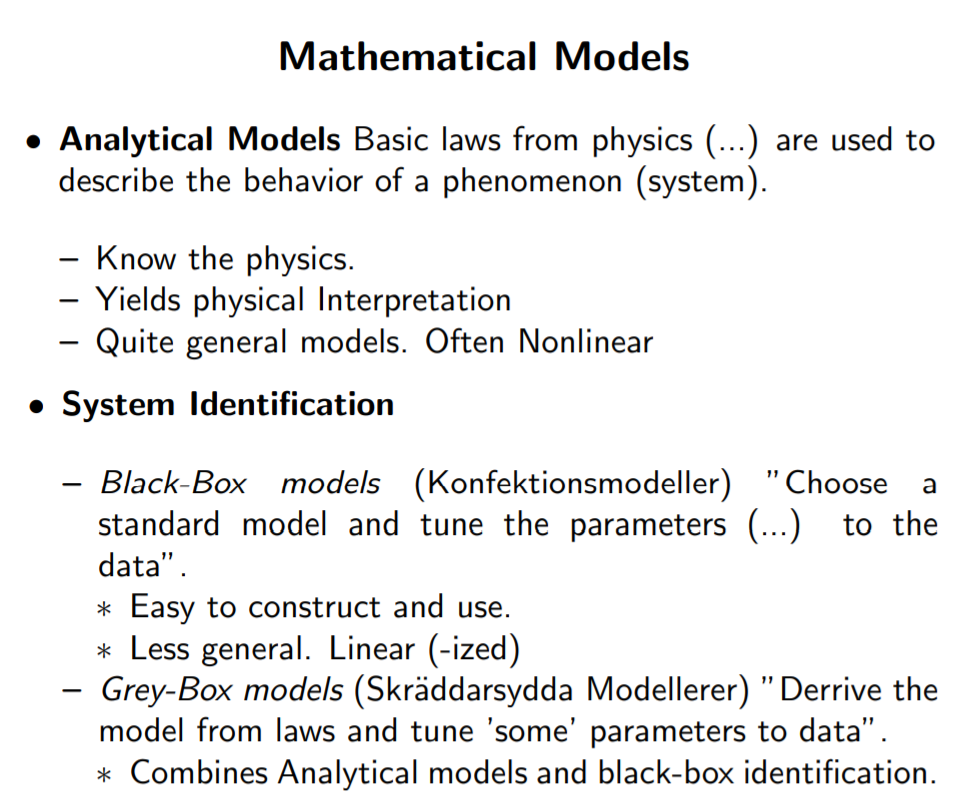 Mathematical Models
• Analytical Models Basic laws from physics (...) are used to
describe the behavior of a phenomenon (system).
– Know the physics.
– Yields physical Interpretation
– Quite general models. Often Nonlinear
• System Identification
– Black-Box models (Konfektionsmodeller) ”Choose a
standard model and tune the parameters (...) to the
data”.
∗ Easy to construct and use.
∗ Less general. Linear (-ized)
– Grey-Box models (Skräddarsydda Modellerer) ”Derrive the
model from laws and tune ’some’ parameters to data”.
∗ Combines Analytical models and black-box identification.